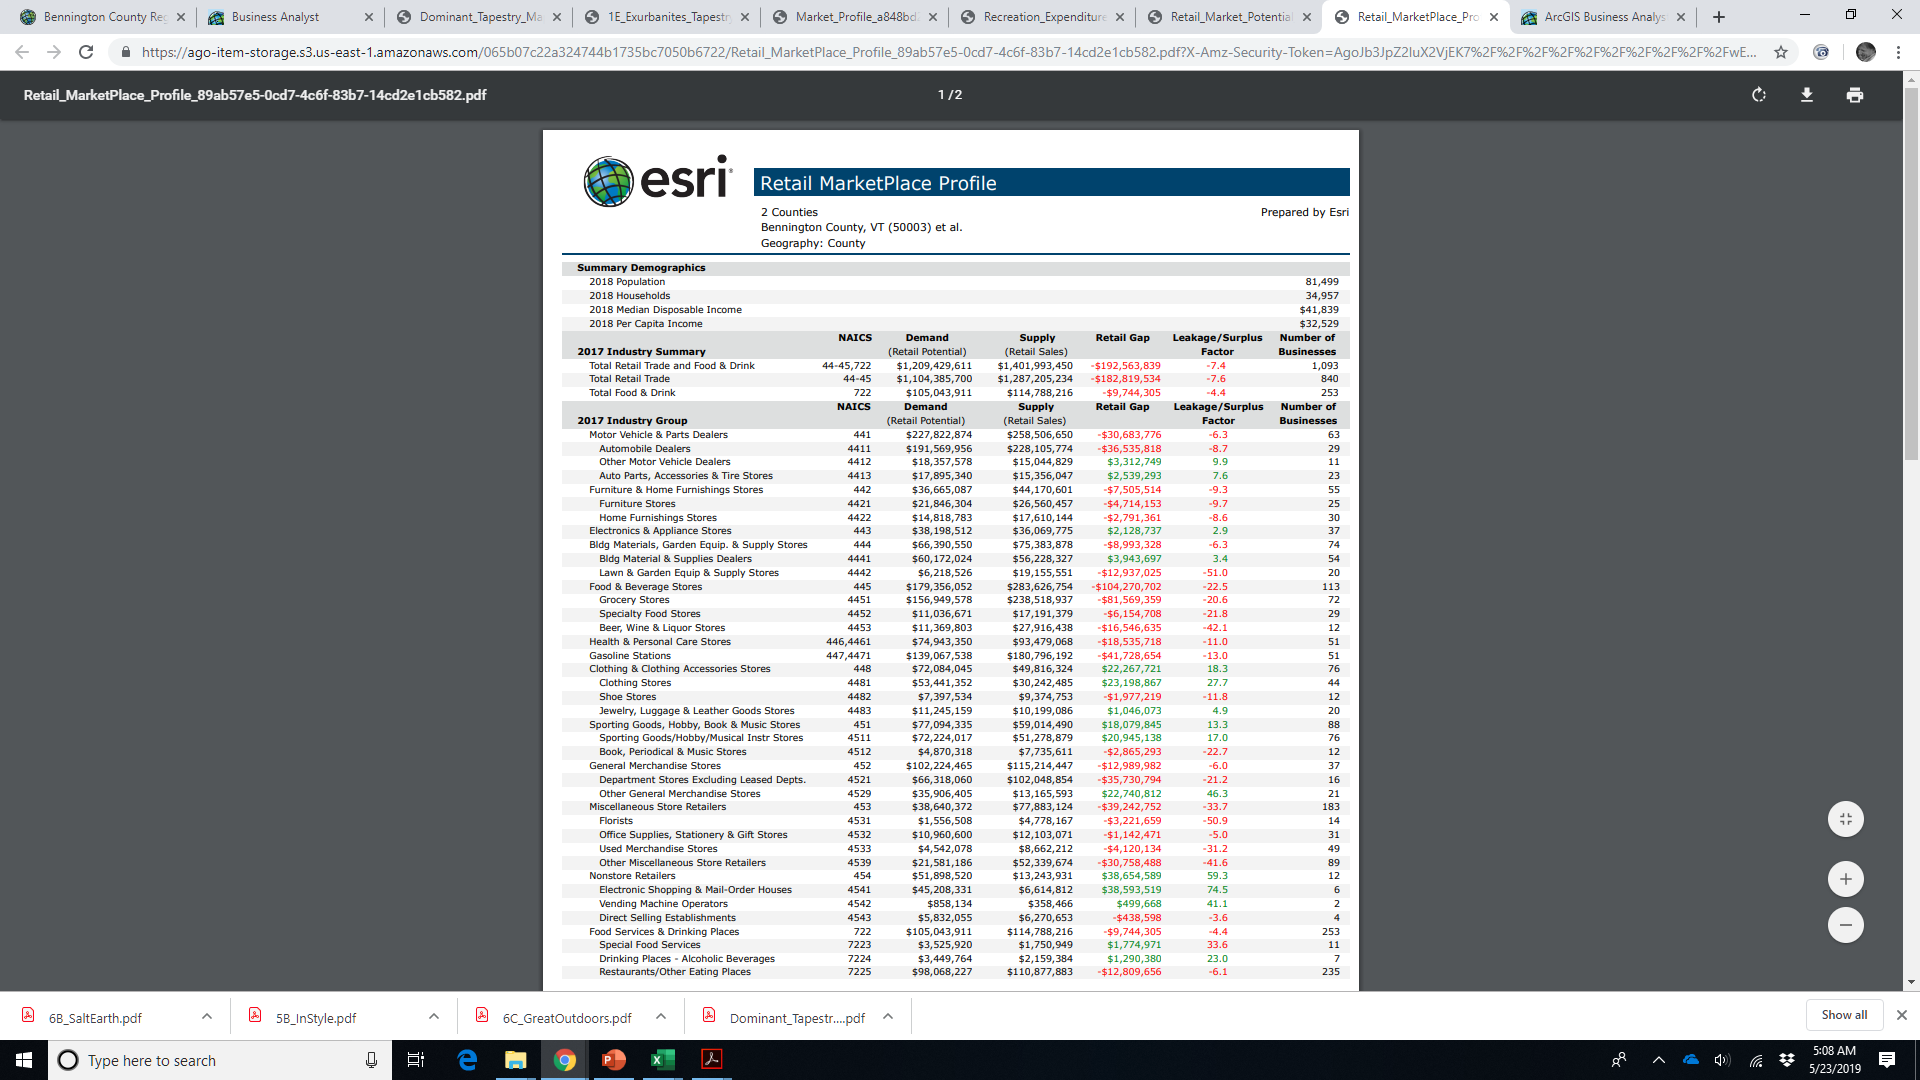 Bennington County Reg
Business Analyst
Dominant_Tapestry_Ma
1E_Exurbanites_Tapestr
Market_Profile_a848bd
Recreation_Expenditure
Retail_Market_Potential
Retail_MarketPlace_Pro
ArcGIS Business Analys
https://ago-item-storage.s3.us-east-1.amazonaws.com/065b07c22a324744b1735bc7050b6722/Retail_MarketPlace_Profile_89ab57e5-0cd7-4c6f-83b7-14cd2e1cb582.pdf?X-Amz-Security-Token=AgoJb3JpZ2luX2VjEK7%2F%2F%2F%2F%2F%2F%2F%2F%2F%2FwE...
Retail_MarketPlace_Profile_89ab57e5-0cd7-4c6f-83b7-14cd2e1cb582.pdf 1 / 2
esri
Retail MarketPlace Profile
2 Counties Prepared by Esri
Bennington County, VT (50003) et al.
Geography: County
Summary Demographics
2018 Population 81,499
2018 Households 34,957
2018 Median Disposable Income $41,839
2018 Per Capita Income $32,529
NAICS Demand Supply Retail Gap Leakage/Surplus Number of
2017 Industry Summary (Retail Potential) (Retail Sales) Factor Businesses
Total Retail Trade and Food & Drink 44-45,722 $1,209,429,611 $1,401,993,450 -$192,563,839 -7.4 1,093
Total Retail Trade 44-45 $1,104,385,700 $1,287,205,234 -$182,819,534 -7.6 840
Total Food & Drink 722 $105,043,911 $114,788,216 -$9,744,305 -4.4 253
NAICS Demand Supply Retail Gap Leakage/Surplus Number of
2017 Industry Group (Retail Potential) (Retail Sales) Factor Businesses
Motor Vehicle & Parts Dealers 441 $227,822,874 $258,506,650 -$30,683,776 -6.3 63
Automobile Dealers 4411 $191,569,956 $228,105,774 -$36,535,818 -8.7 29
Other Motor Vehicle Dealers 4412 $18,357,578 $15,044,829 $3,312,749 9.9 11
Auto Parts, Accessories & Tire Stores 4413 $17,895,340 $15,356,047 $2,539,293 7.6 23
Furniture & Home Furnishings Stores 442 $36,665,087 $44,170,601 -$7,505,514 -9.3 55
Furniture Stores 4421 $21,846,304 $26,560,457 -$4,714,153 -9.7 25
Home Furnishings Stores 4422 $14,818,783 $17,610,144 -$2,791,361 -8.6 30
Electronics & Appliance Stores 443 $38,198,512 $36,069,775 $2,128,737 2.9 37
Bldg Materials, Garden Equip. & Supply Stores 444 $66,390,550 $75,383,878 -$8,993,328 -6.3 74
Bldg Material & Supplies Dealers 4441 $60,172,024 $56,228,327 $3,943,697 3.4 54
Lawn & Garden Equip & Supply Stores 4442 $6,218,526 $19,155,551 -$12,937,025 -51.0 20
Food & Beverage Stores 445 $179,356,052 $283,626,754 -$104,270,702 -22.5 113
Grocery Stores 4451 $156,949,578 $238,518,937 -$81,569,359 -20.6 72
Specialty Food Stores 4452 $11,036,671 $17,191,379 -$6,154,708 -21.8 29
Beer, Wine & Liquor Stores 4453 $11,369,803 $27,916,438 -$16,546,635 -42.1 12
Health & Personal Care Stores 446,4461 $74,943,350 $93,479,068 -$18,535,718 -11.0 51
Gasoline Stations 447,4471 $139,067,538 $180,796,192 -$41,728,654 -13.0 51
Clothing & Clothing Accessories Stores 448 $72,084,045 $49,816,324 $22,267,721 18.3 76
Clothing Stores 4481 $53,441,352 $30,242,485 $23,198,867 27.7 44
Shoe Stores 4482 $7,397,534 $9,374,753 -$1,977,219 -11.8 12
Jewelry, Luggage & Leather Goods Stores 4483 $11,245,159 $10,199,086 $1,046,073 4.9 20
Sporting Goods, Hobby, Book & Music Stores 451 $77,094,335 $59,014,490 $18,079,845 13.3 88
Sporting Goods/Hobby/Musical Instr Stores 4511 $72,224,017 $51,278,879 $20,945,138 17.0 76
Book, Periodical & Music Stores 4512 $4,870,318 $7,735,611 -$2,865,293 -22.7 12
General Merchandise Stores 452 $102,224,465 $115,214,447 -$12,989,982 -6.0 37
Department Stores Excluding Leased Depts. 4521 $66,318,060 $102,048,854 -$35,730,794 -21.2 16
Other General Merchandise Stores 4529 $35,906,405 $13,165,593 $22,740,812 46.3 21
Miscellaneous Store Retailers 453 $38,640,372 $77,883,124 -$39,242,752 -33.7 183
Florists 4531 $1,556,508 $4,778,167 -$3,221,659 -50.9 14
Office Supplies, Stationery & Gift Stores 4532 $10,960,600 $12,103,071 -$1,142,471 -5.0 31
Used Merchandise Stores 4533 $4,542,078 $8,662,212 -$4,120,134 -31.2 49
Other Miscellaneous Store Retailers 4539 $21,581,186 $52,339,674 -$30,758,488 -41.6 89
Nonstore Retailers 454 $51,898,520 $13,243,931 $38,654,589 59.3 12
Electronic Shopping & Mail-Order Houses 4541 $45,208,331 $6,614,812 $38,593,519 74.5 6
Vending Machine Operators 4542 $858,134 $358,466 $499,668 41.1 2
Direct Selling Establishments 4543 $5,832,055 $6,270,653 -$438,598 -3.6 4
Food Services & Drinking Places 722 $105,043,911 $114,788,216 -$9,744,305 -4.4 253
Special Food Services 7223 $3,525,920 $1,750,949 $1,774,971 33.6 11
Drinking Places - Alcoholic Beverages 7224 $3,449,764 $2,159,384 $1,290,380 23.0 7
Restaurants/Other Eating Places 7225 $98,068,227 $110,877,883 -$12,809,656 -6.1 235
6B_SaltEarth.pdf
5B_InStyle.pdf
6C_GreatOutdoors.pdf
Dominant_Tapestr....pdf
Show all
Type here to search
5:08 AM
5/23/2019